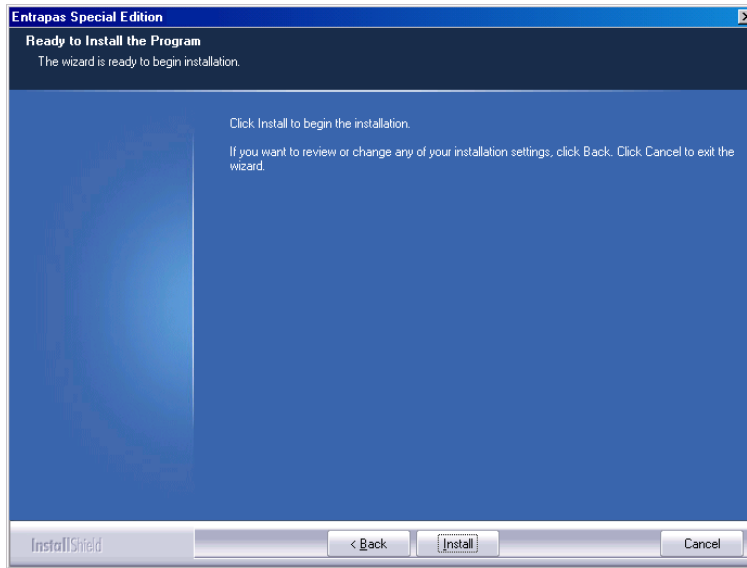 Entrapas Special Edition
Ready to Install the Program
The wizard is ready to begin installation.
Click Install to begin the installation.
If you want to review or change any of your installation settings, click Back. Click Cancel to exit the
wizard.
InstallShield
< Back
Install
Cancel